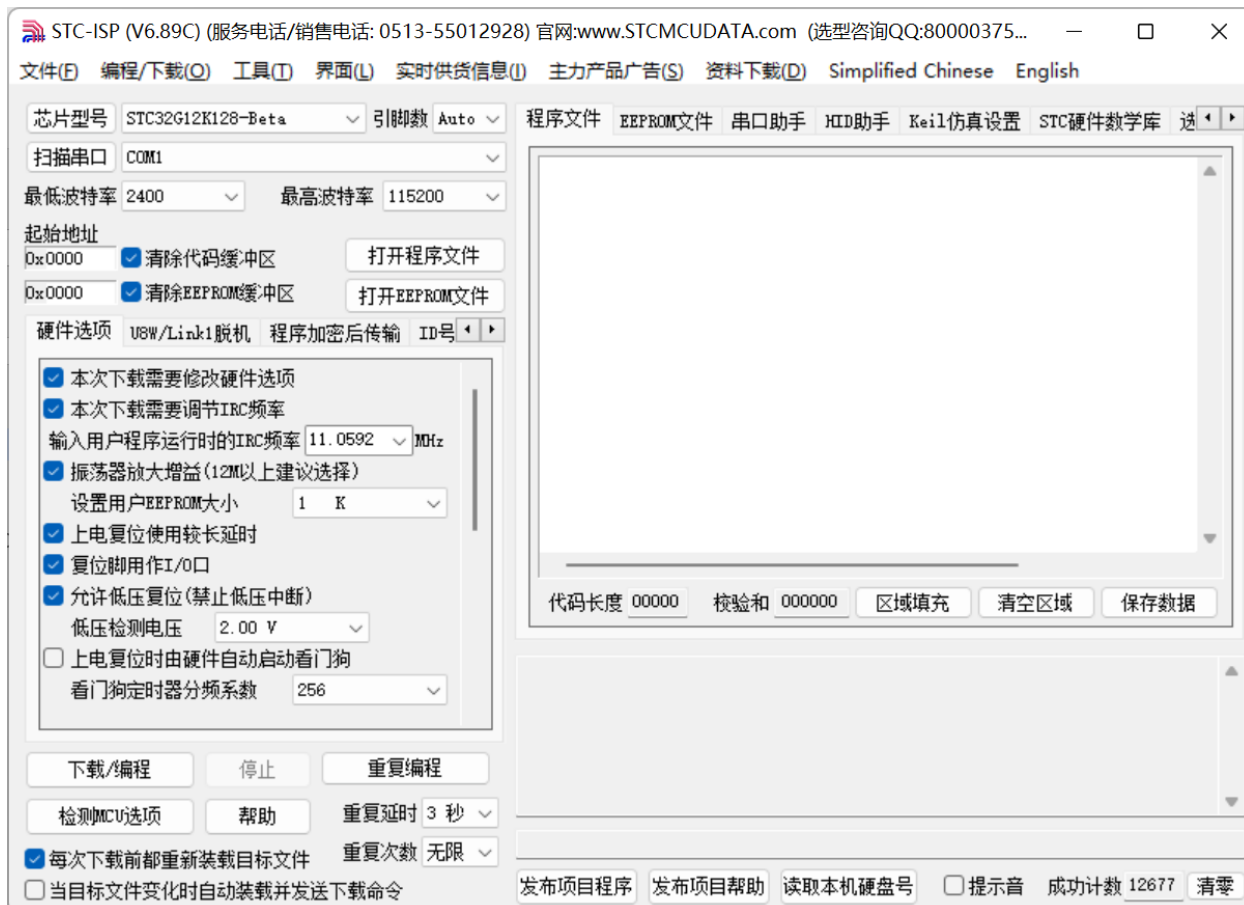 STC-ISP (V6.89C) (服务电话/销售电话: 0513-55012928) 官网:www.STCMCUDATA.com (选型咨询QQ:80000375...
文件(F) 编程/下载(O) 工具(T) 界面(L) 实时供货信息(I) 主力产品广告(S) 资料下载(D) Simplified Chinese English
芯片型号 STC32G12K128-Beta 引脚数 Auto
扫描串口 COM1
最低波特率 2400 最高波特率 115200
起始地址
0x0000 清除代码缓冲区 打开程序文件
0x0000 清除EEPROM缓冲区 打开EEPROM文件
硬件选项 U8W/Link1脱机 程序加密后传输 ID号
本次下载需要修改硬件选项
本次下载需要调节IRC频率
输入用户程序运行时的IRC频率 11.0592 MHz
振荡器放大增益(12M以上建议选择)
设置用户EEPROM大小 1 K
上电复位使用较长延时
复位脚用作I/O口
允许低压复位(禁止低压中断)
低压检测电压 2.00 V
上电复位时由硬件自动启动看门狗
看门狗定时器分频系数 256
下载/编程 停止 重复编程
检测MCU选项 帮助 重复延时 3 秒
每次下载前都重新装载目标文件 重复次数 无限
当目标文件变化时自动装载并发送下载命令
程序文件 EEPROM文件 串口助手 HID助手 Keil仿真设置 STC硬件数学库 选
代码长度 00000 校验和 000000 区域填充 清空区域 保存数据
发布项目程序 发布项目帮助 读取本机硬盘号 提示音 成功计数 12677 清零